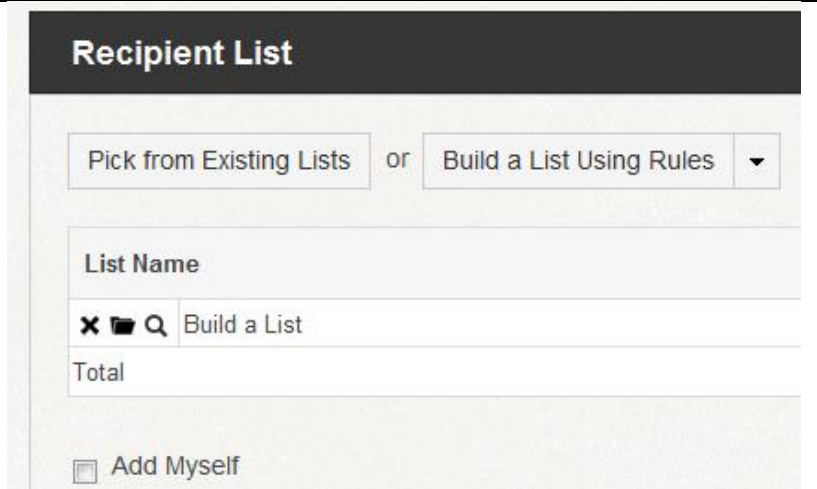 Recipient List
Pick from Existing Lists or Build a List Using Rules
List Name
Build a List
Total
Add Myself